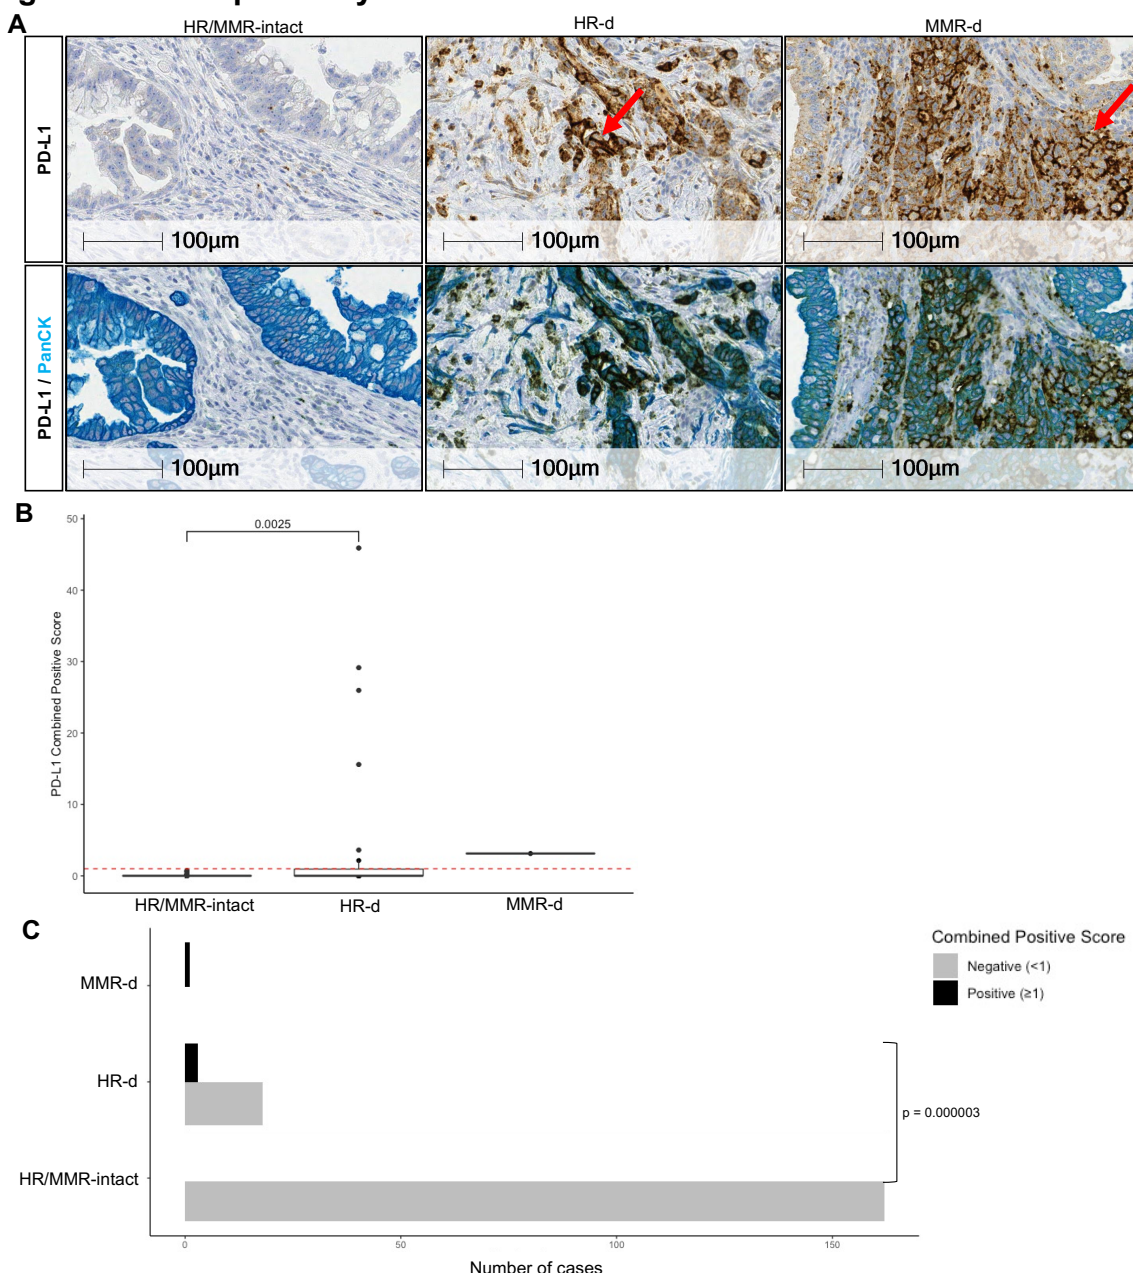 A
HR/MMR-intact
HR-d
MMR-d
PD-L1
100µm
100µm
100µm
PD-L1 / PanCK
100µm
100µm
100µm
B
0.0025
50
40
30
20
10
0
PD-L1 Combined Positive Score
HR/MMR-intact
HR-d
MMR-d
C
Combined Positive Score
Negative (<1)
Positive (≥1)
MMR-d
HR-d
HR/MMR-intact
p = 0.000003
0
50
100
150
Number of cases